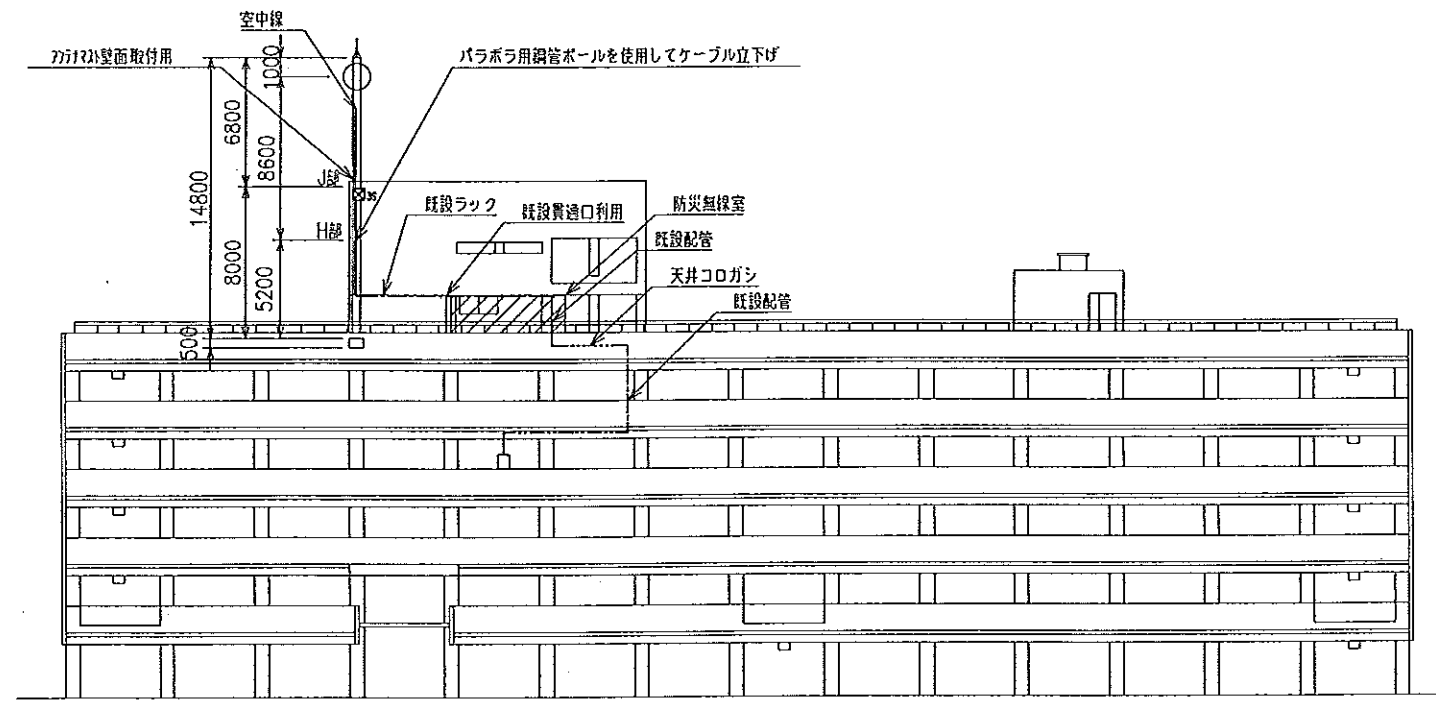 空中線
アンテナマスト壁面取付用
パラボラ用鋼管ポールを使用してケーブル立下げ
1000
6800
8600
14800
J部
35
既設ラック
既設貫通口利用
防災無線室
H部
既設配管
8000
5200
天井コロガシ
既設配管
500